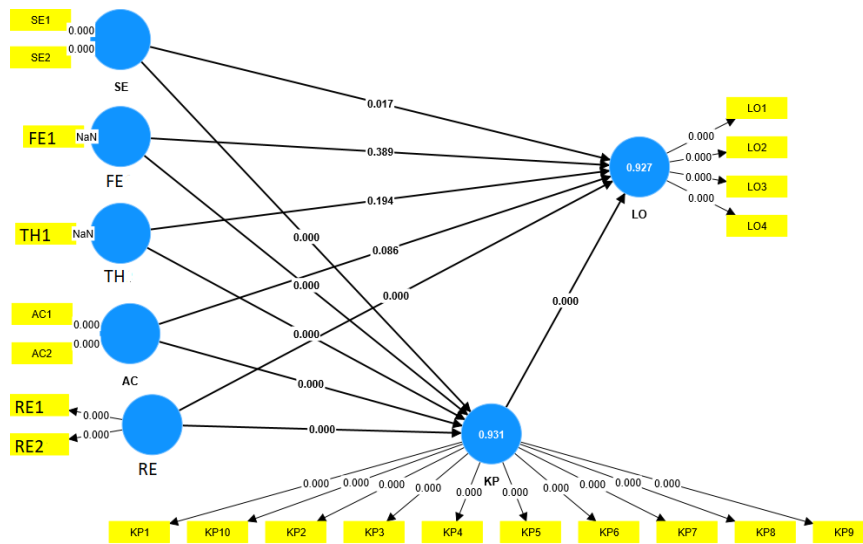 SE1
0.000
0.000
SE2
SE
0.017
FE1
NaN
FE
0.389
TH1
NaN
TH
0.194
0.000
AC1
0.000
0.000
AC2
AC
0.086
0.000
0.000
0.000
RE1
0.000
0.000
RE2
RE
0.000
0.000
0.927
LO
0.000
LO1
0.000
LO2
0.000
LO3
0.000
LO4
0.000
0.931
KP
0.000
0.000
0.000
0.000
0.000
0.000
0.000
0.000
0.000
0.000
KP1
KP10
KP2
KP3
KP4
KP5
KP6
KP7
KP8
KP9